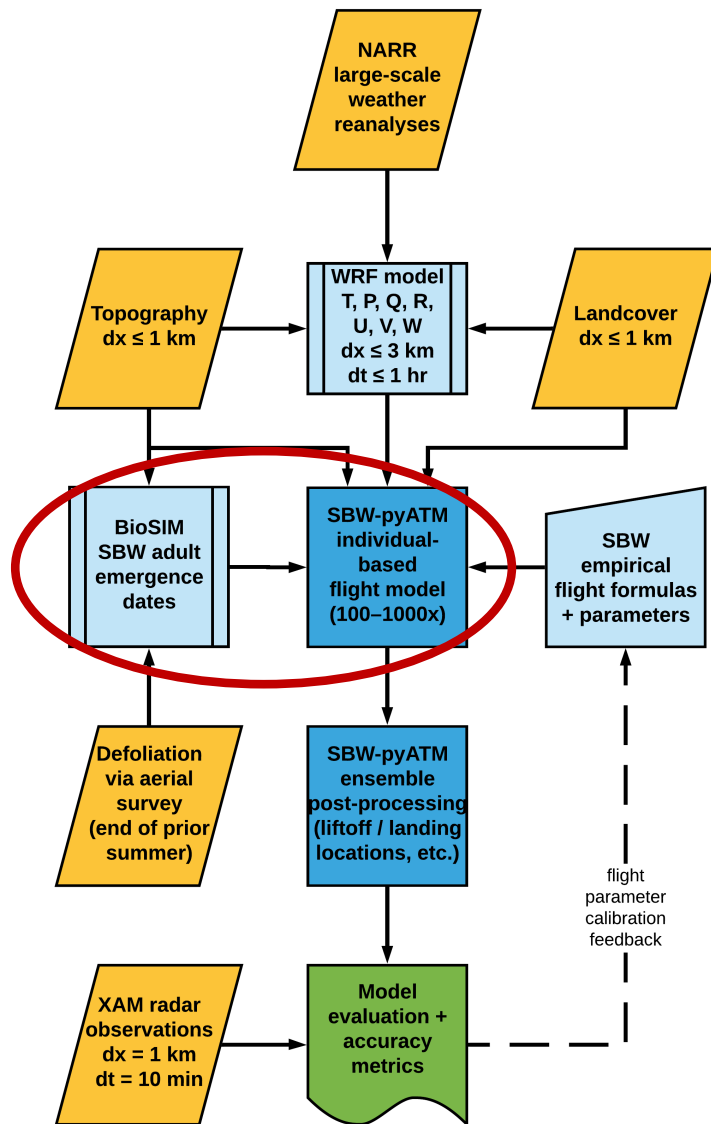 NARR
large-scale
weather
reanalyses
Topography
dx ≤ 1 km
WRF model
T, P, Q, R,
U, V, W
dx ≤ 3 km
dt ≤ 1 hr
Landcover
dx ≤ 1 km
BioSIM
SBW adult
emergence
dates
SBW-pyATM
individual-
based
flight model
(100–1000x)
SBW
empirical
flight formulas
+ parameters
Defoliation
via aerial
survey
(end of prior
summer)
SBW-pyATM
ensemble
post-processing
(liftoff / landing
locations, etc.)
flight
parameter
calibration
feedback
XAM radar
observations
dx = 1 km
dt = 10 min
Model
evaluation +
accuracy
metrics